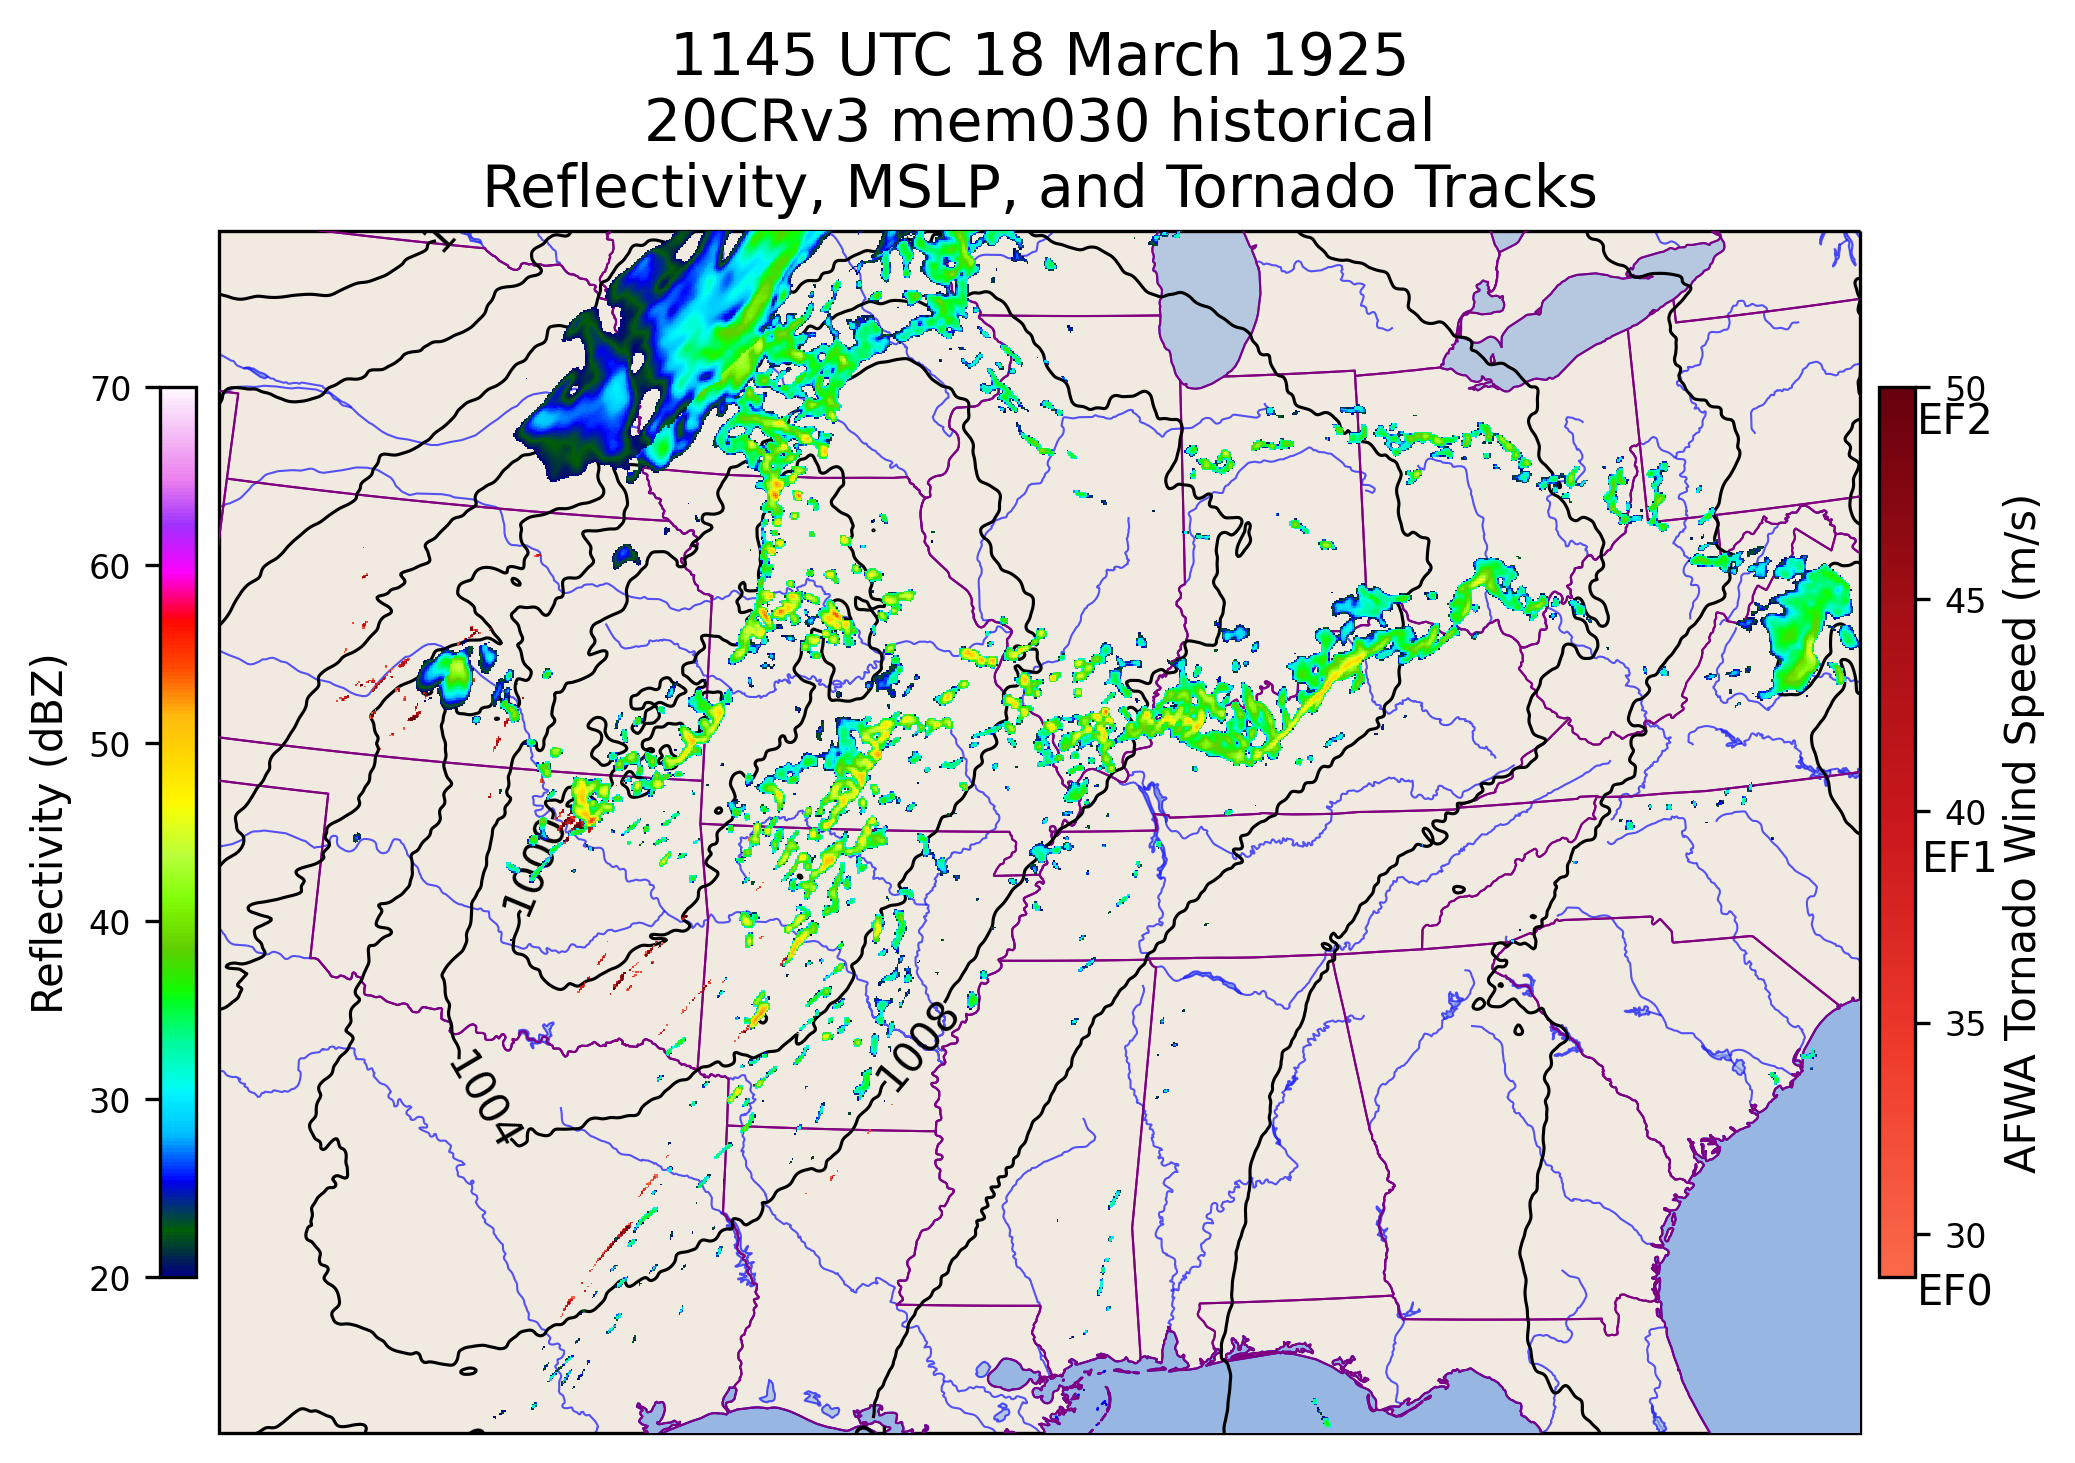 1145 UTC 18 March 1925
20CRv3 mem030 historical
Reflectivity, MSLP, and Tornado Tracks
70
60
50
40
30
20
Reflectivity (dBZ)
1000
1004
1008
50
EF2
45
40
EF1
35
30
EF0
AFWA Tornado Wind Speed (m/s)